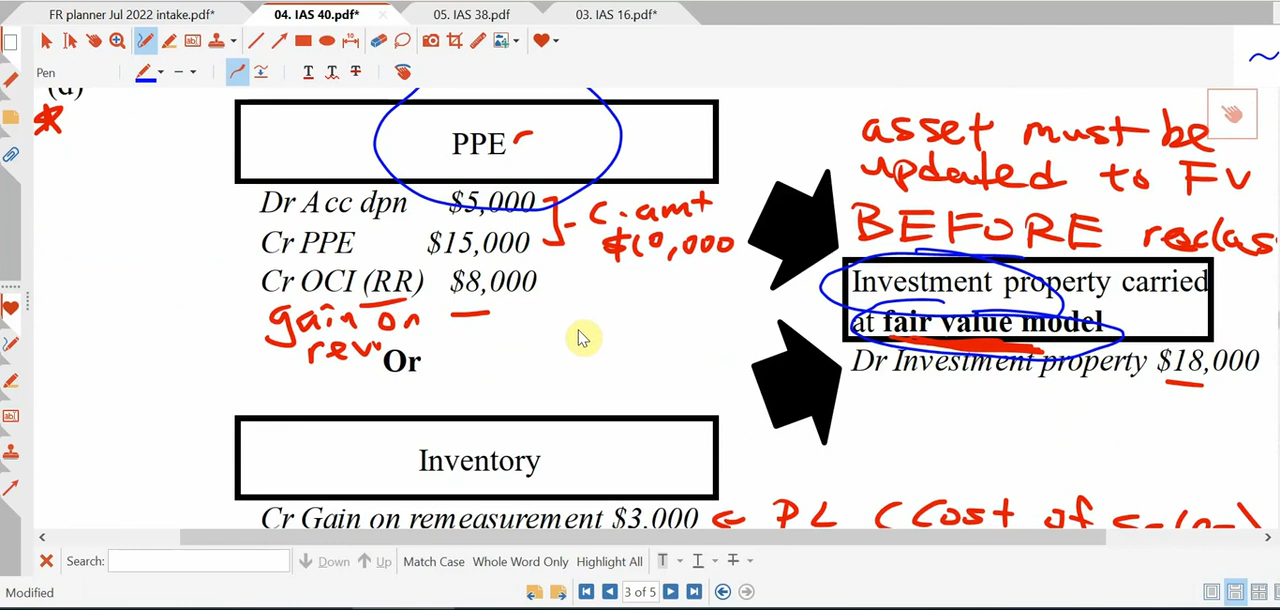 FR planner Jul 2022 intake.pdf*
04. IAS 40.pdf*
05. IAS 38.pdf
03. IAS 16.pdf*
Pen
(d)
PPE
asset must be
updated to FV
BEFORE reclas
Dr Acc dpn $5,000
Cr PPE $15,000
C. amt
$10,000
Cr OCI (RR) $8,000
gain on
rev
Or
Investment property carried
at fair value model
Dr Investment property $18,000
Inventory
Cr Gain on remeasurement $3,000
PL (Cost of
Search:
Down
Up
Match Case
Whole Word Only
Highlight All
Modified
3 of 5